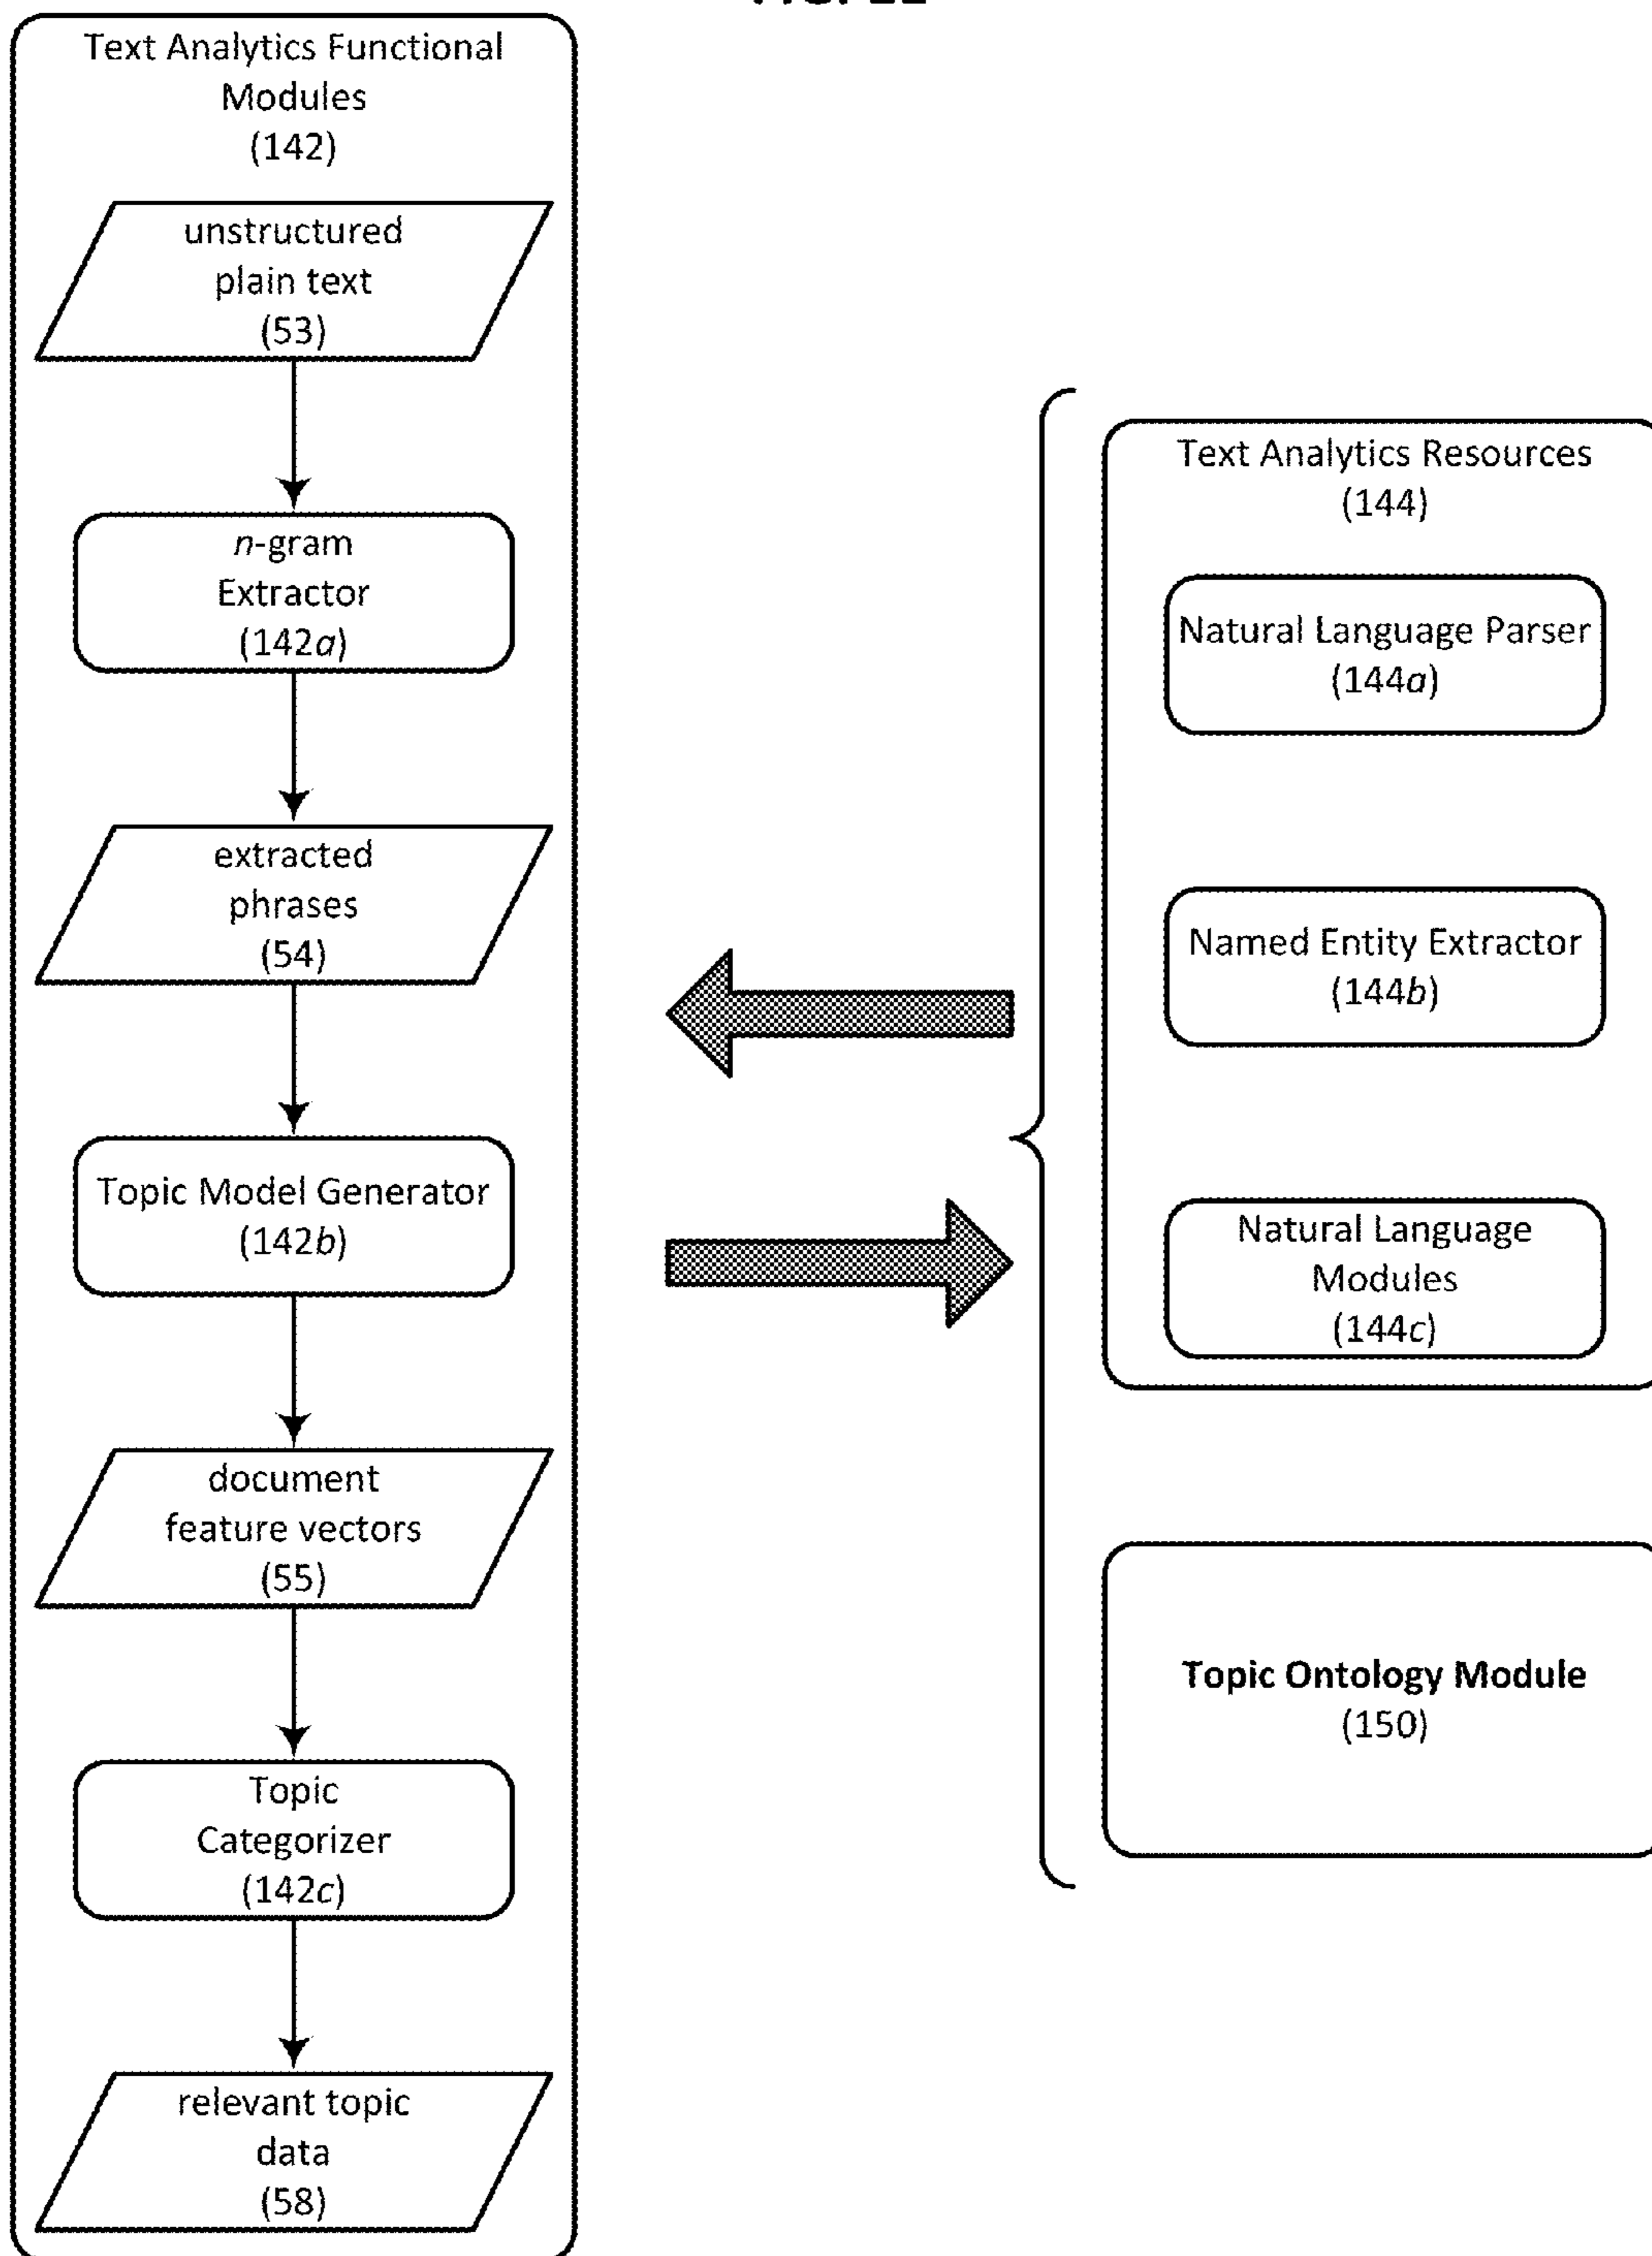 Text Analytics Functional
Modules
(142)
unstructured
plain text
(53)
n-gram
Extractor
(142a)
extracted
phrases
(54)
Topic Model Generator
(142b)
document
feature vectors
(55)
Topic
Categorizer
(142c)
relevant topic
data
(58)
Text Analytics Resources
(144)
Natural Language Parser
(144a)
Named Entity Extractor
(144b)
Natural Language
Modules
(144c)
Topic Ontology Module
(150)